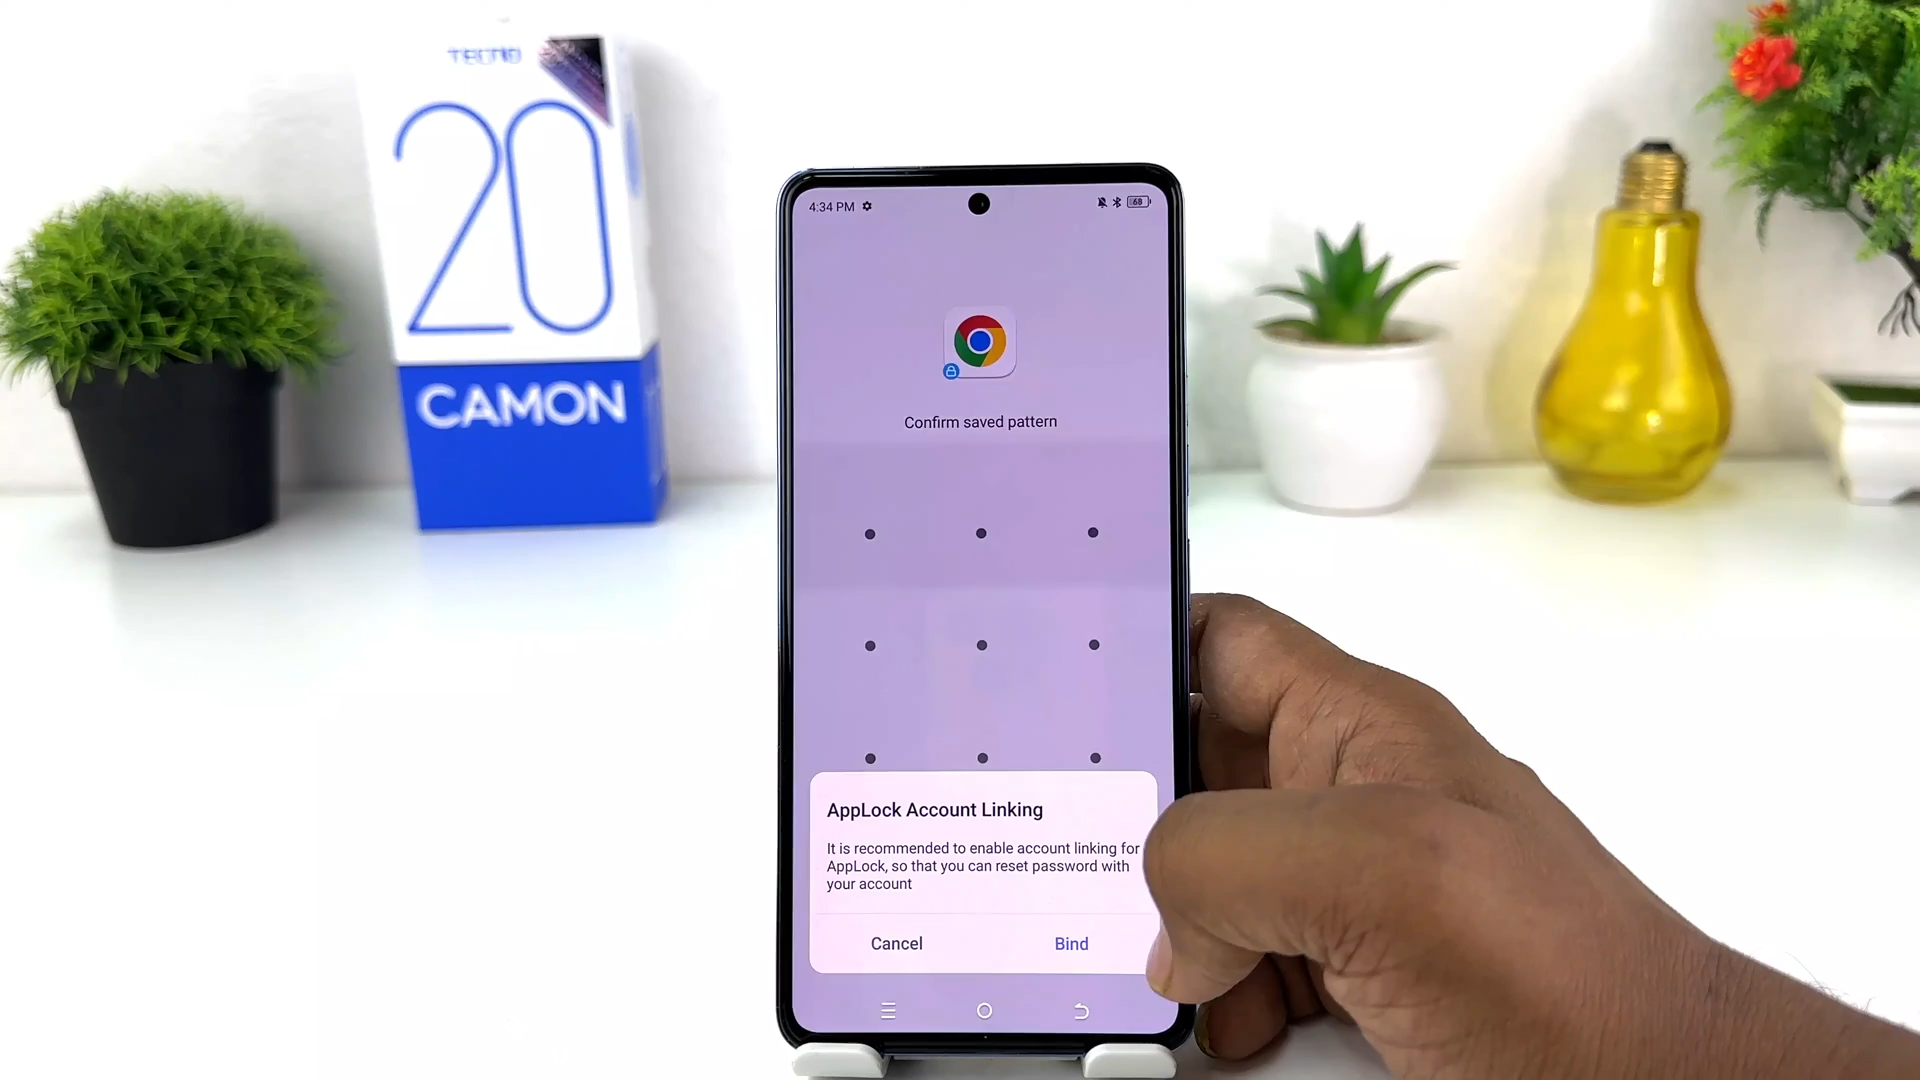 TECNO
20
CAMON
4:34 PM
68
Confirm saved pattern
AppLock Account Linking
It is recommended to enable account linking for
AppLock, so that you can reset password with
your account
Cancel
Bind